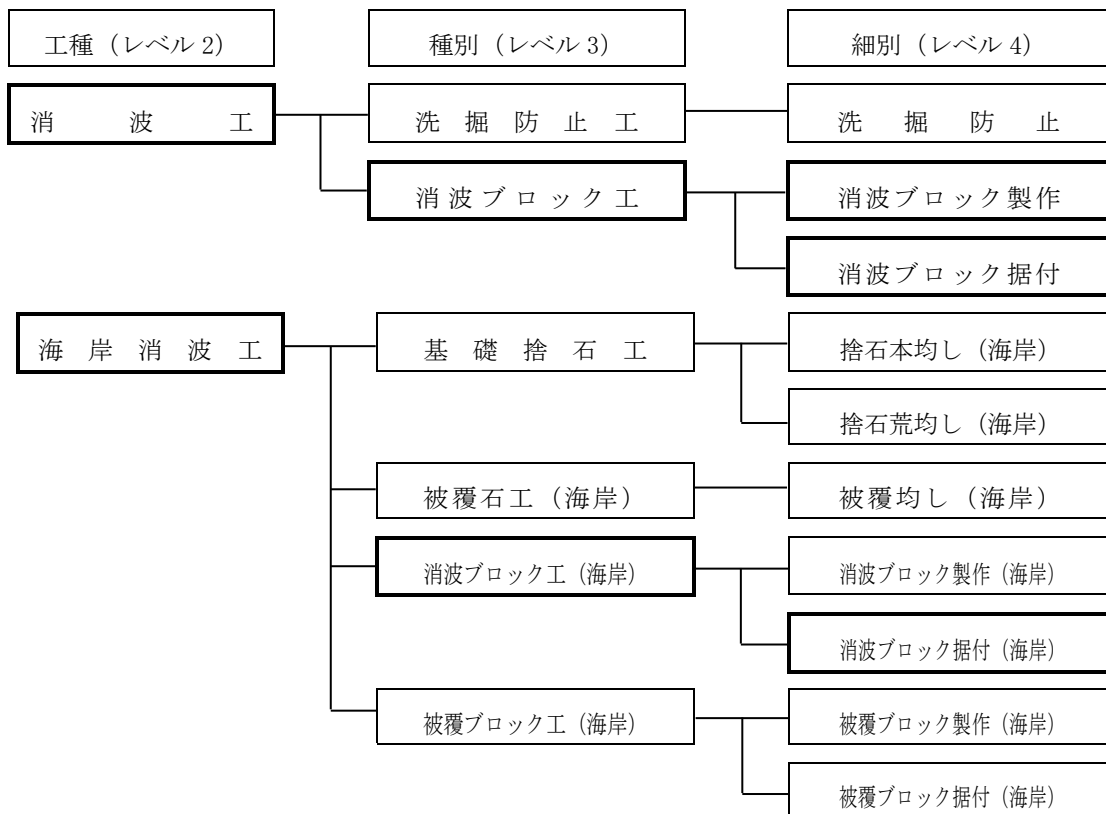 工種（レベル2） 種別（レベル3） 細別（レベル4）
消波工 洗掘防止工 洗掘防止
消波ブロック工 消波ブロック製作
消波ブロック据付
海岸消波工 基礎捨石工 捨石本均し（海岸）
捨石荒均し（海岸）
被覆石工（海岸） 被覆均し（海岸）
消波ブロック工（海岸） 消波ブロック製作（海岸）
消波ブロック据付（海岸）
被覆ブロック工（海岸） 被覆ブロック製作（海岸）
被覆ブロック据付（海岸）